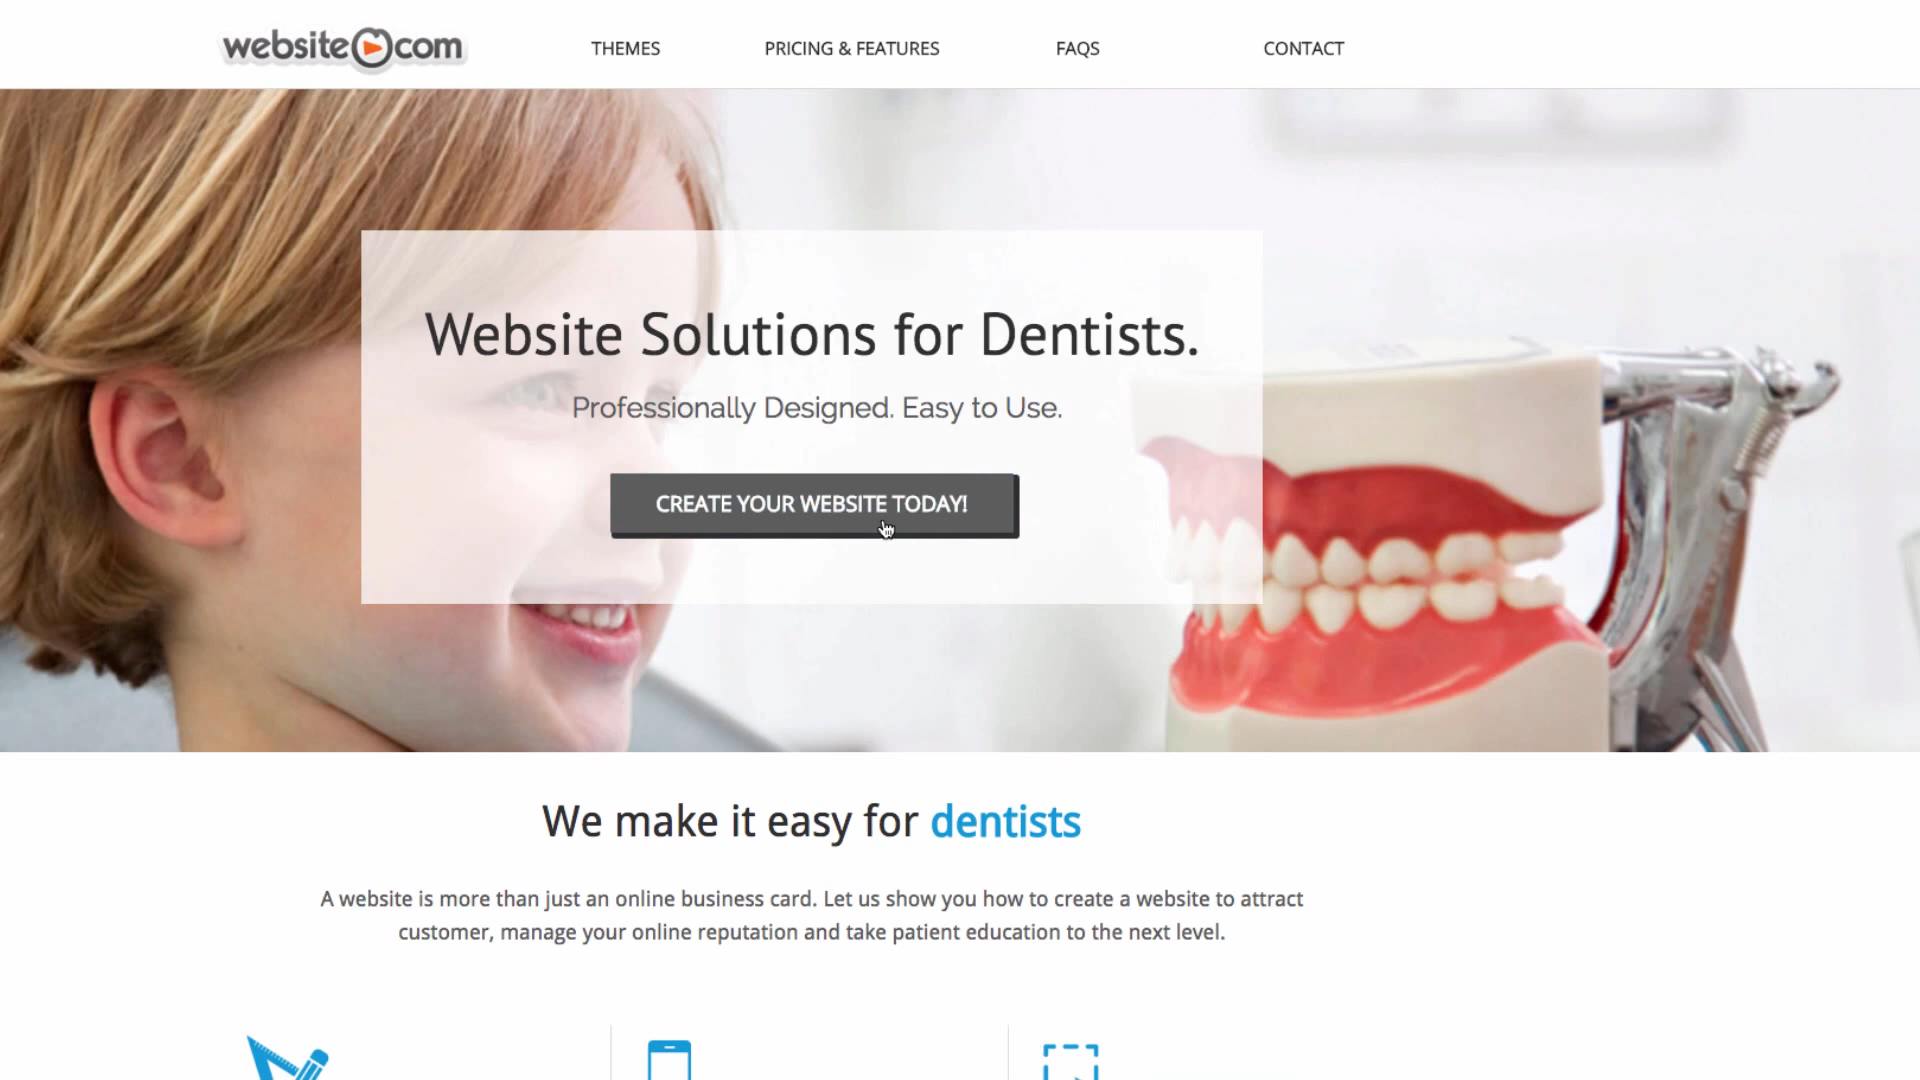 website com
THEMES
PRICING & FEATURES
FAQS
CONTACT
Website Solutions for Dentists.
Professionally Designed. Easy to Use.
CREATE YOUR WEBSITE TODAY!
We make it easy for dentists
A website is more than just an online business card. Let us show you how to create a website to attract
customer, manage your online reputation and take patient education to the next level.